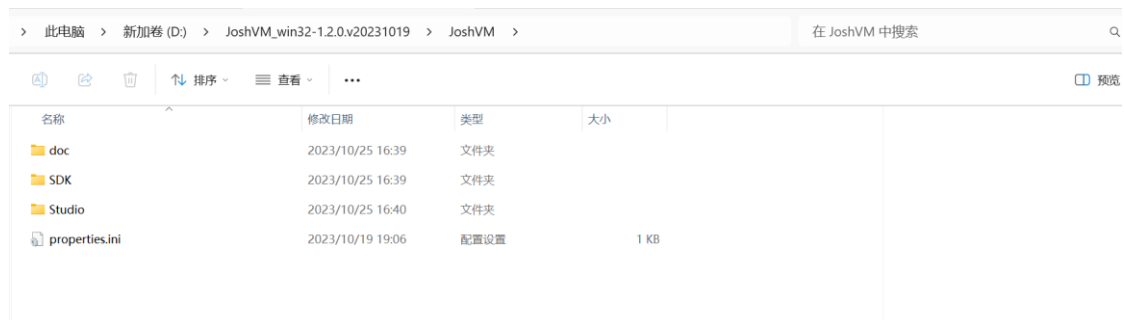 > 此电脑 > 新加卷 (D:) > JoshVM_win32-1.2.0.v20231019 > JoshVM > 在 JoshVM 中搜索
排序 查看 ••• 预览
名称 修改日期 类型 大小
doc 2023/10/25 16:39 文件夹
SDK 2023/10/25 16:39 文件夹
Studio 2023/10/25 16:40 文件夹
properties.ini 2023/10/19 19:06 配置设置 1 KB